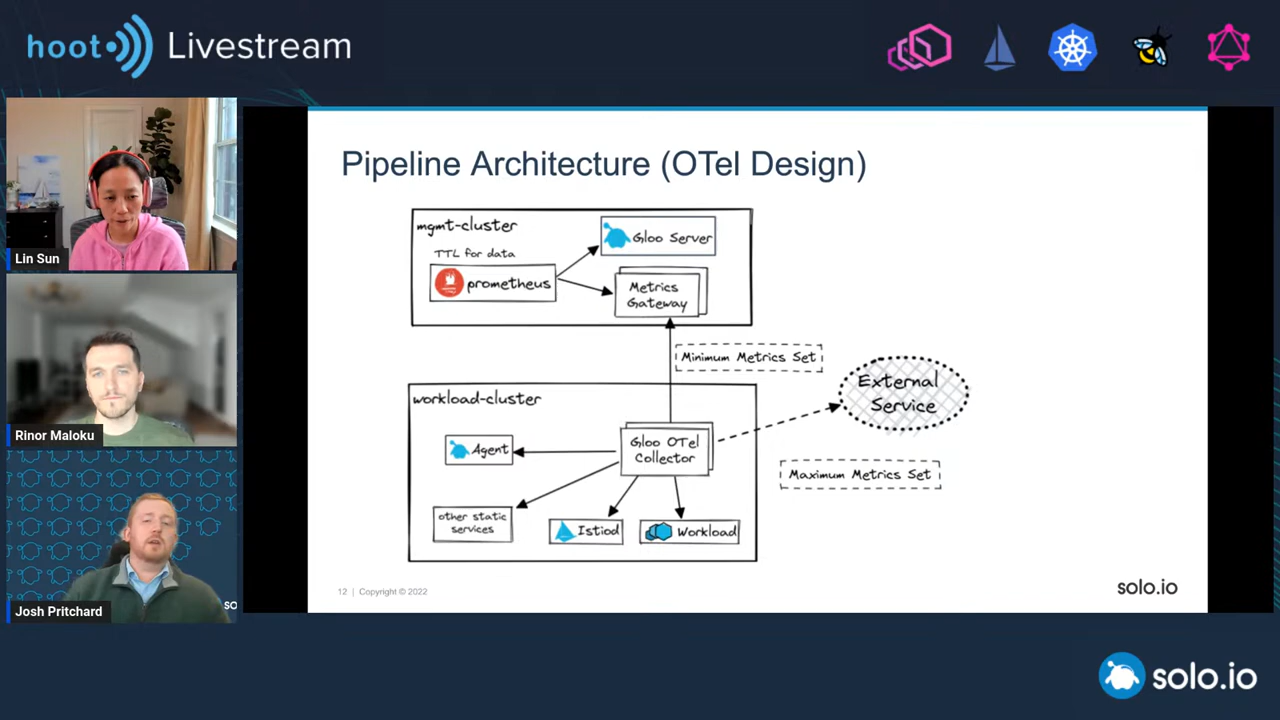 hoot Livestream
Lin Sun
Rinor Maloku
Josh Pritchard
so
Pipeline Architecture (OTel Design)
mgmt-cluster
TTL for data
prometheus
Gloo Server
Metrics
Gateway
Minimum Metrics Set
workload-cluster
Agent
Gloo OTel
Collector
other static
services
Istiod
Workload
External
Service
Maximum Metrics Set
12 | Copyright © 2022
solo.io
solo.io